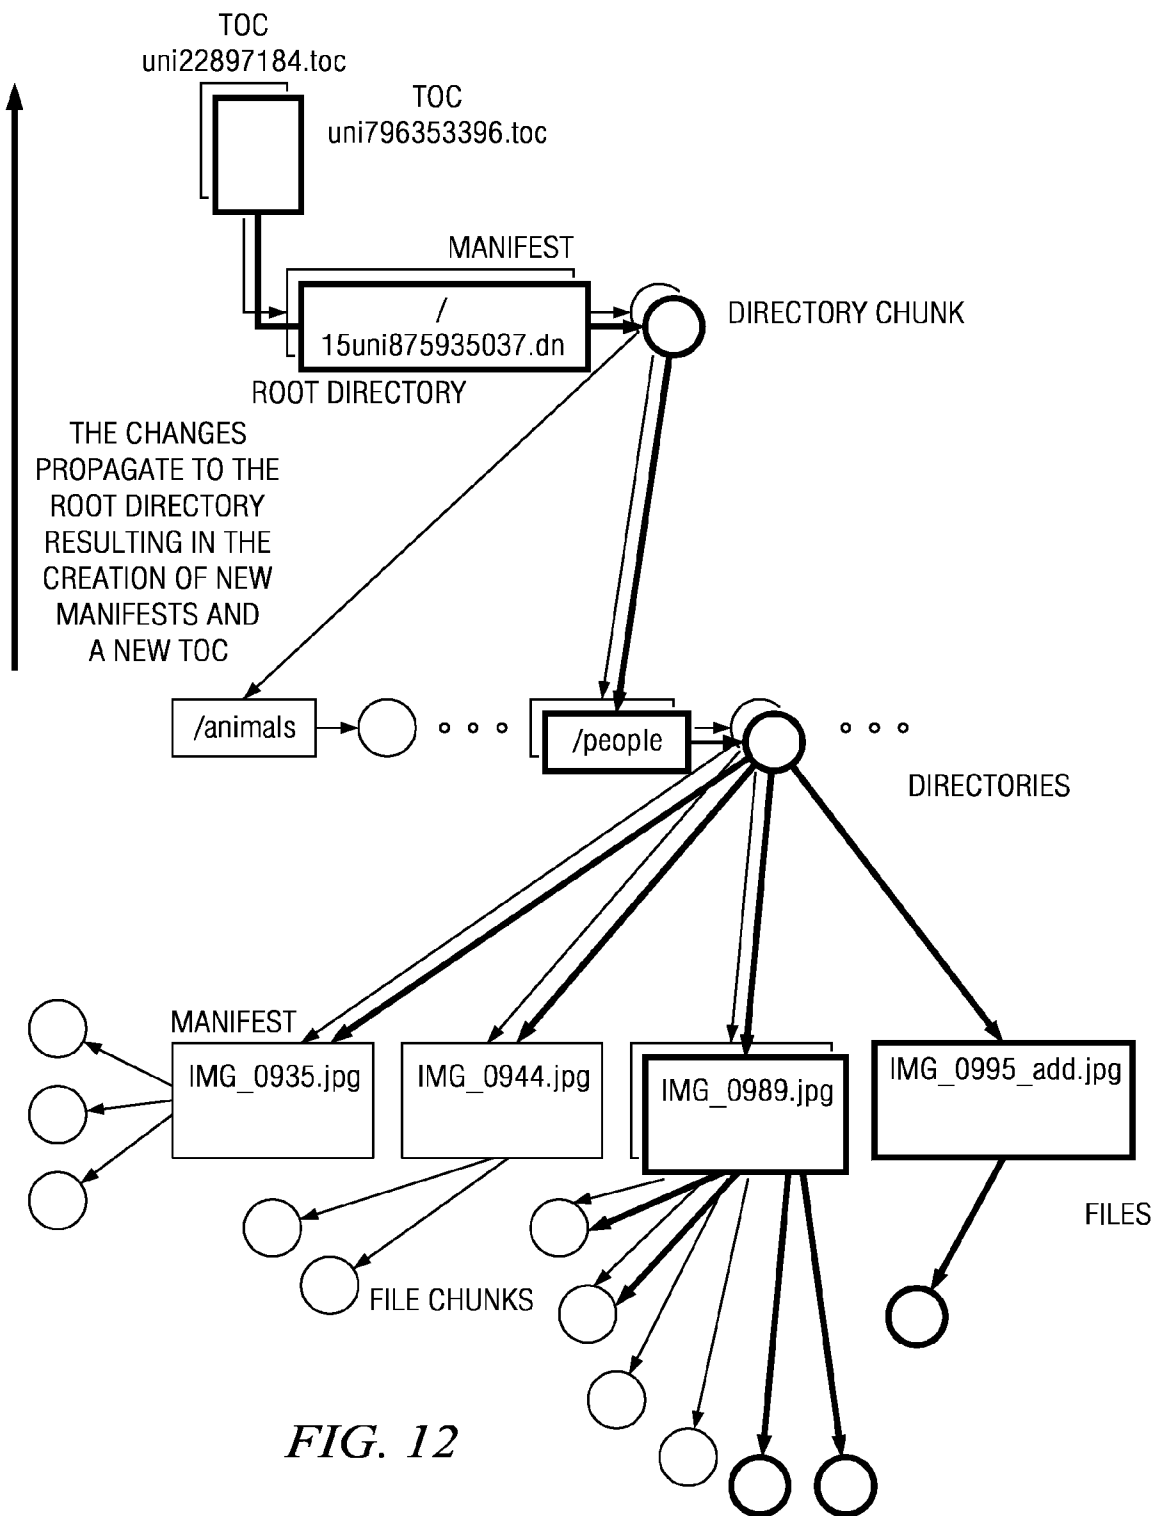 TOC
uni22897184.toc
TOC
uni796353396.toc
MANIFEST
/
15uni875935037.dn
DIRECTORY CHUNK
ROOT DIRECTORY
THE CHANGES
PROPAGATE TO THE
ROOT DIRECTORY
RESULTING IN THE
CREATION OF NEW
MANIFESTS AND
A NEW TOC
/animals
/people
DIRECTORIES
MANIFEST
IMG_0935.jpg
IMG_0944.jpg
IMG_0989.jpg
IMG_0995_add.jpg
FILES
FILE CHUNKS
FIG. 12